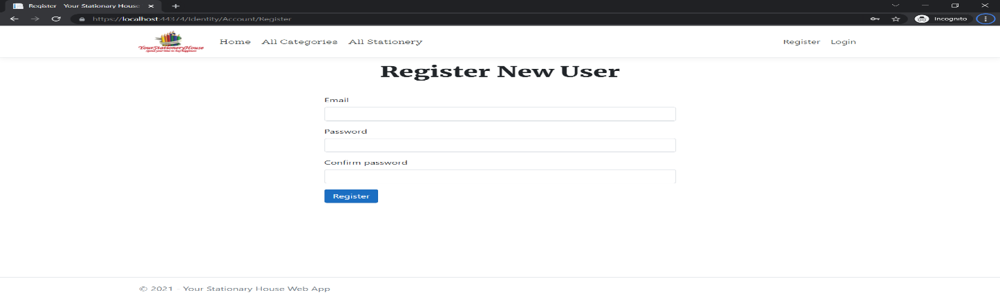 Register - Your Stationary House
https://localhost:44374/Identity/Account/Register
Incognito
YourStationeryHouse
Home All Categories All Stationery
Register Login
Register New User
Email
Password
Confirm password
Register
© 2021 - Your Stationary House Web App